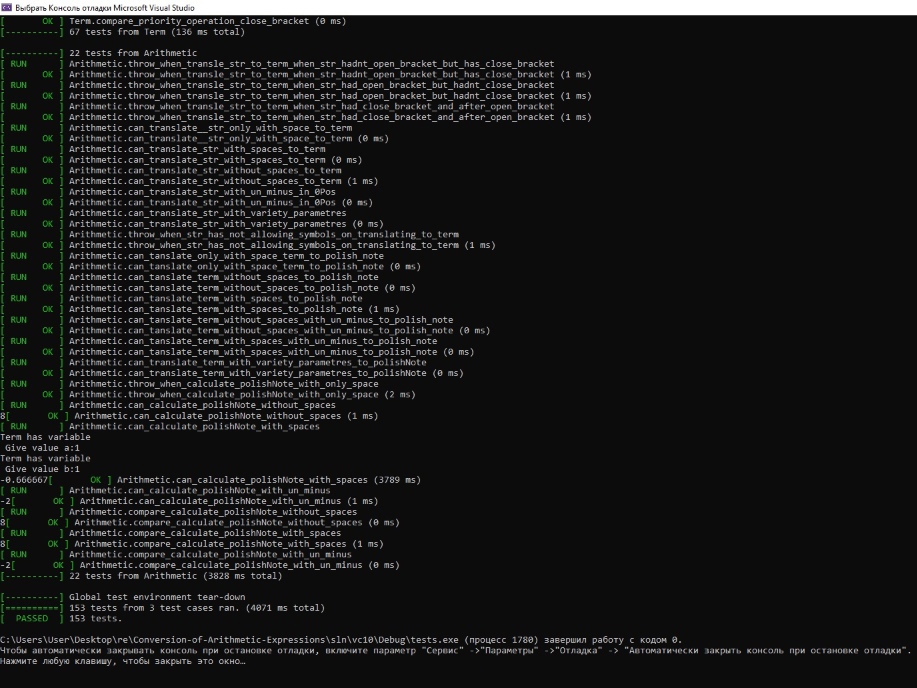 Выбрать Консоль отладки Microsoft Visual Studio
[       OK ] Term.compare_priority_operation_close_bracket (0 ms)
[----------] 67 tests from Term (136 ms total)
[----------] 22 tests from Arithmetic
[ RUN      ] Arithmetic.throw_when_transle_str_to_term_when_str_hadnt_open_bracket_but_has_close_bracket
[       OK ] Arithmetic.throw_when_transle_str_to_term_when_str_hadnt_open_bracket_but_has_close_bracket (1 ms)
[ RUN      ] Arithmetic.throw_when_transle_str_to_term_when_str_had_open_bracket_but_hadnt_close_bracket
[       OK ] Arithmetic.throw_when_transle_str_to_term_when_str_had_open_bracket_but_hadnt_close_bracket (1 ms)
[ RUN      ] Arithmetic.throw_when_transle_str_to_term_when_str_had_close_bracket_and_after_open_bracket
[       OK ] Arithmetic.throw_when_transle_str_to_term_when_str_had_close_bracket_and_after_open_bracket (1 ms)
[ RUN      ] Arithmetic.can_translate__str_only_with_space_to_term
[       OK ] Arithmetic.can_translate__str_only_with_space_to_term (0 ms)
[ RUN      ] Arithmetic.can_translate_str_with_spaces_to_term
[       OK ] Arithmetic.can_translate_str_with_spaces_to_term (0 ms)
[ RUN      ] Arithmetic.can_translate_str_without_spaces_to_term
[       OK ] Arithmetic.can_translate_str_without_spaces_to_term (1 ms)
[ RUN      ] Arithmetic.can_translate_str_with_un_minus_in_0Pos
[       OK ] Arithmetic.can_translate_str_with_un_minus_in_0Pos (0 ms)
[ RUN      ] Arithmetic.can_translate_str_with_variety_parametres
[       OK ] Arithmetic.can_translate_str_with_variety_parametres (0 ms)
[ RUN      ] Arithmetic.throw_when_str_has_not_allowing_symbols_on_translating_to_term
[       OK ] Arithmetic.throw_when_str_has_not_allowing_symbols_on_translating_to_term (1 ms)
[ RUN      ] Arithmetic.can_tanslate_only_with_space_term_to_polish_note
[       OK ] Arithmetic.can_tanslate_only_with_space_term_to_polish_note (0 ms)
[ RUN      ] Arithmetic.can_tanslate_term_without_spaces_to_polish_note
[       OK ] Arithmetic.can_tanslate_term_without_spaces_to_polish_note (0 ms)
[ RUN      ] Arithmetic.can_tanslate_term_with_spaces_to_polish_note
[       OK ] Arithmetic.can_tanslate_term_with_spaces_to_polish_note (1 ms)
[ RUN      ] Arithmetic.can_tanslate_term_without_spaces_with_un_minus_to_polish_note
[       OK ] Arithmetic.can_tanslate_term_without_spaces_with_un_minus_to_polish_note (0 ms)
[ RUN      ] Arithmetic.can_tanslate_term_with_spaces_with_un_minus_to_polish_note
[       OK ] Arithmetic.can_tanslate_term_with_spaces_with_un_minus_to_polish_note (0 ms)
[ RUN      ] Arithmetic.can_translate_term_with_variety_parametres_to_polishNote
[       OK ] Arithmetic.can_translate_term_with_variety_parametres_to_polishNote (0 ms)
[ RUN      ] Arithmetic.throw_when_calculate_polishNote_with_only_space
[       OK ] Arithmetic.throw_when_calculate_polishNote_with_only_space (2 ms)
[ RUN      ] Arithmetic.can_calculate_polishNote_without_spaces
8[       OK ] Arithmetic.can_calculate_polishNote_without_spaces (1 ms)
[ RUN      ] Arithmetic.can_calculate_polishNote_with_spaces
Term has variable
 Give value a:1
Term has variable
 Give value b:1
-0.666667[       OK ] Arithmetic.can_calculate_polishNote_with_spaces (3789 ms)
[ RUN      ] Arithmetic.can_calculate_polishNote_with_un_minus
-2[       OK ] Arithmetic.can_calculate_polishNote_with_un_minus (1 ms)
[ RUN      ] Arithmetic.compare_calculate_polishNote_without_spaces
8[       OK ] Arithmetic.compare_calculate_polishNote_without_spaces (0 ms)
[ RUN      ] Arithmetic.compare_calculate_polishNote_with_spaces
8[       OK ] Arithmetic.compare_calculate_polishNote_with_spaces (1 ms)
[ RUN      ] Arithmetic.compare_calculate_polishNote_with_un_minus
-2[       OK ] Arithmetic.compare_calculate_polishNote_with_un_minus (0 ms)
[----------] 22 tests from Arithmetic (3828 ms total)
[----------] Global test environment tear-down
[==========] 153 tests from 3 test cases ran. (4071 ms total)
[  PASSED  ] 153 tests.
C:\Users\User\Desktop\re\Conversion-of-Arithmetic-Expressions\sln\vc10\Debug\tests.exe (процесс 1780) завершил работу с кодом 0.
Чтобы автоматически закрывать консоль при остановке отладки, включите параметр "Сервис" ->"Параметры" ->"Отладка" -> "Автоматически закрыть консоль при остановке отладки".
Нажмите любую клавишу, чтобы закрыть это окно…